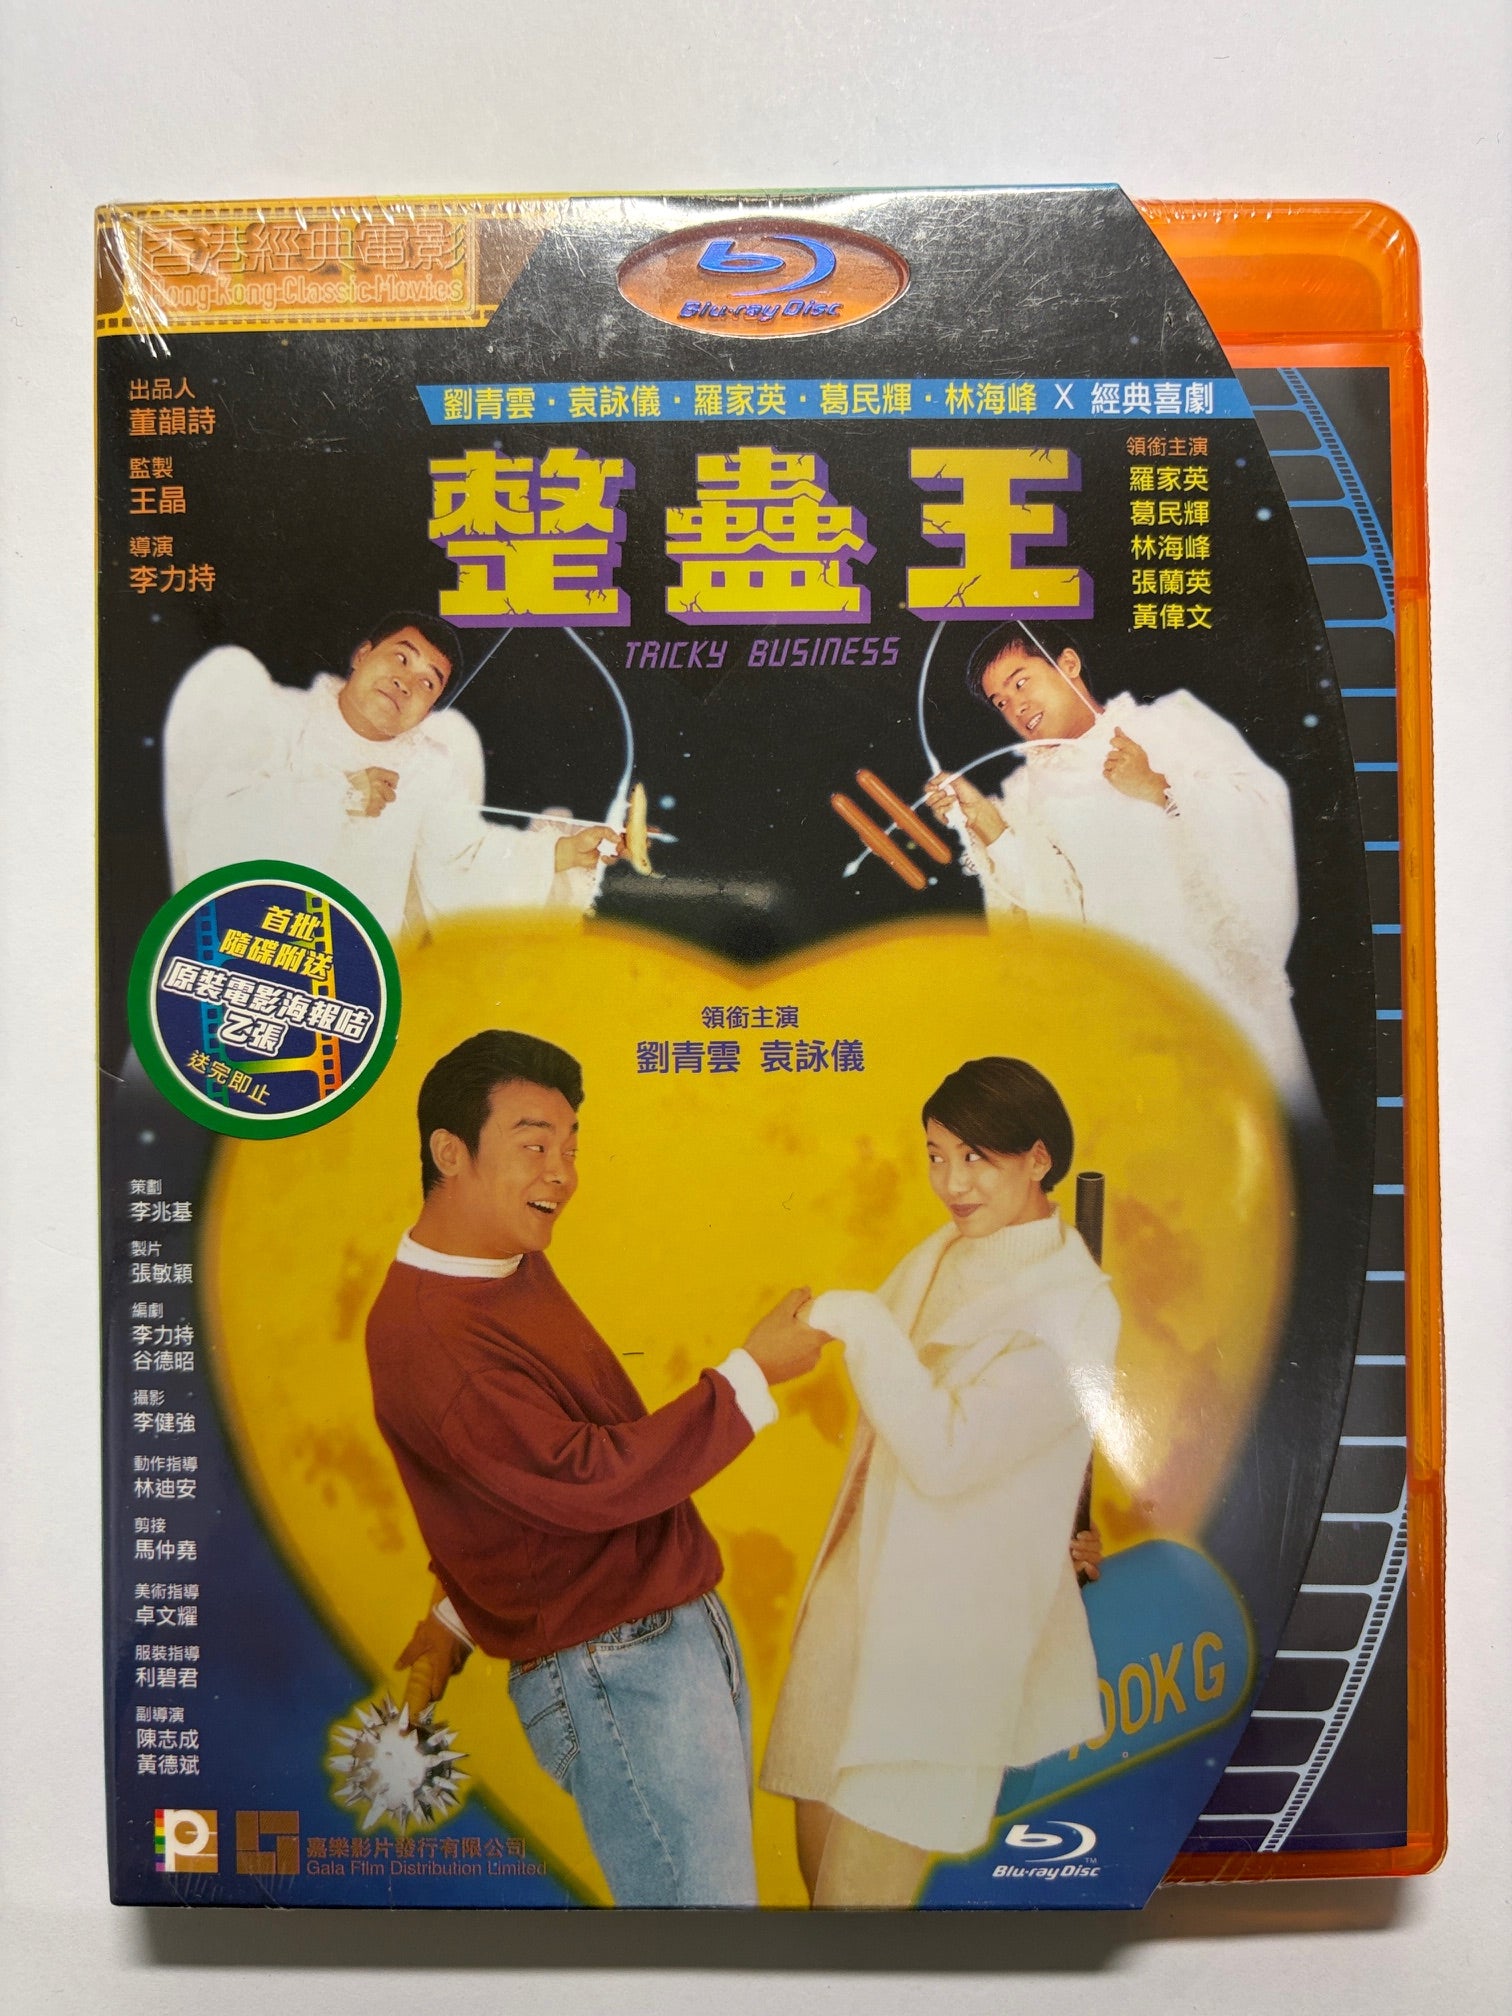 香港經典電影
Hong Kong Classic Movies
Blu-ray Disc
出品人
董韻詩
監製
王晶
導演
李力持
劉青雲·袁詠儀·羅家英·葛民輝·林海峰 X 經典喜劇
整蠱王
TRICKY BUSINESS
領銜主演
羅家英
葛民輝
林海峰
張蘭英
黃偉文
首批
隨碟附送
原裝電影海報咭
乙張
送完即止
領銜主演
劉青雲 袁詠儀
策劃
李兆基
製片
張敏穎
編劇
李力持
谷德昭
攝影
李健強
動作指導
林迪安
剪接
馬仲堯
美術指導
卓文耀
服裝指導
利碧君
副導演
陳志成
黃德斌
100KG
p
嘉樂影片發行有限公司
Gala Film Distribution Limited
Blu-ray Disc
TM